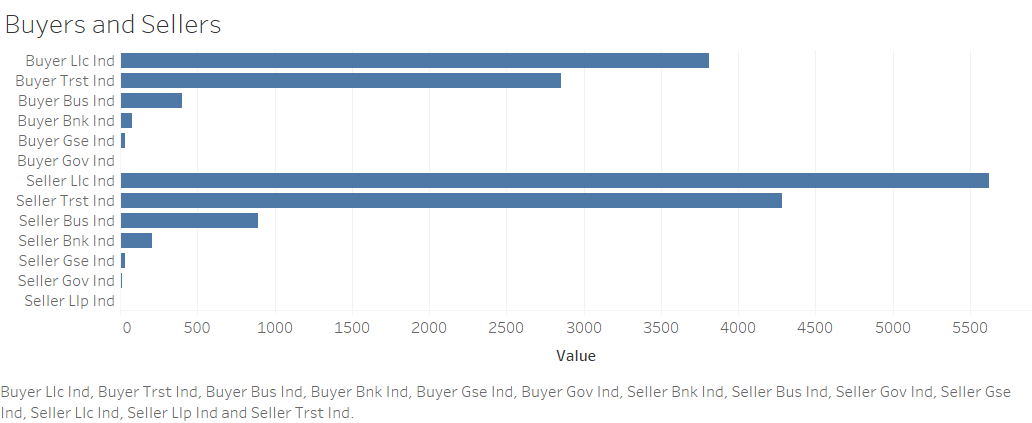 Buyers and Sellers
Buyer Llc Ind
Buyer Trst Ind
Buyer Bus Ind
Buyer Bnk Ind
Buyer Gse Ind
Buyer Gov Ind
Seller Llc Ind
Seller Trst Ind
Seller Bus Ind
Seller Bnk Ind
Seller Gse Ind
Seller Gov Ind
Seller Llp Ind
0 500 1000 1500 2000 2500 3000 3500 4000 4500 5000 5500
Value
Buyer Llc Ind, Buyer Trst Ind, Buyer Bus Ind, Buyer Bnk Ind, Buyer Gse Ind, Buyer Gov Ind, Seller Bnk Ind, Seller Bus Ind, Seller Gov Ind, Seller Gse
Ind, Seller Llc Ind, Seller Llp Ind and Seller Trst Ind.